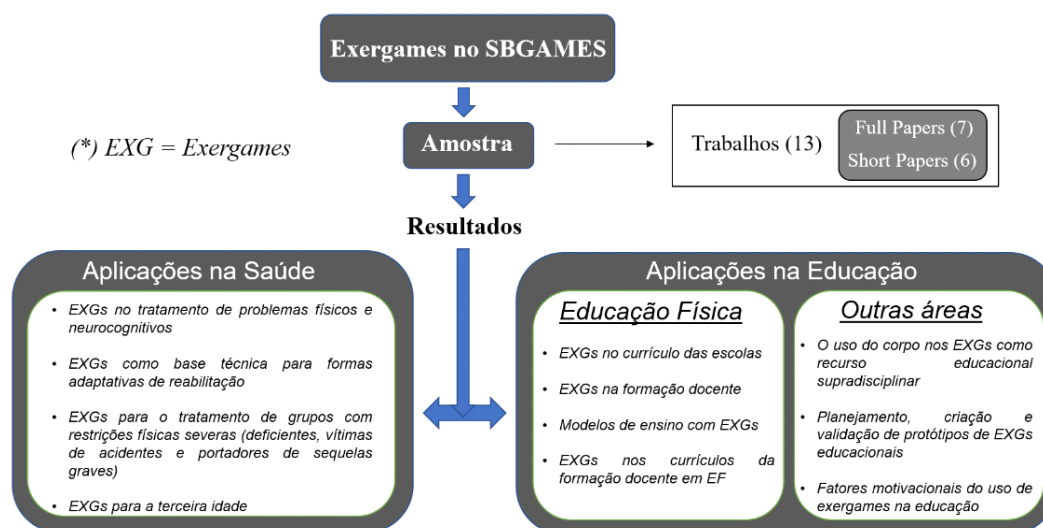 Exergames no SBGAMES
(*) EXG = Exergames
Amostra
Trabalhos (13)
Full Papers (7)
Short Papers (6)
Resultados
Aplicações na Saúde
• EXGs no tratamento de problemas físicos e
neurocognitivos
• EXGs como base técnica para formas
adaptativas de reabilitação
• EXGs para o tratamento de grupos com
restrições físicas severas (deficientes, vítimas
de acidentes e portadores de sequelas
graves)
• EXGs para a terceira idade
Aplicações na Educação
Educação Física
• EXGs no currículo das escolas
• EXGs na formação docente
• Modelos de ensino com EXGs
• EXGs nos currículos da
formação docente em EF
Outras áreas
• O uso do corpo nos EXGs como
recurso educacional
supradisciplinar
• Planejamento, criação e
validação de protótipos de EXGs
educacionais
• Fatores motivacionais do uso de
exergames na educação